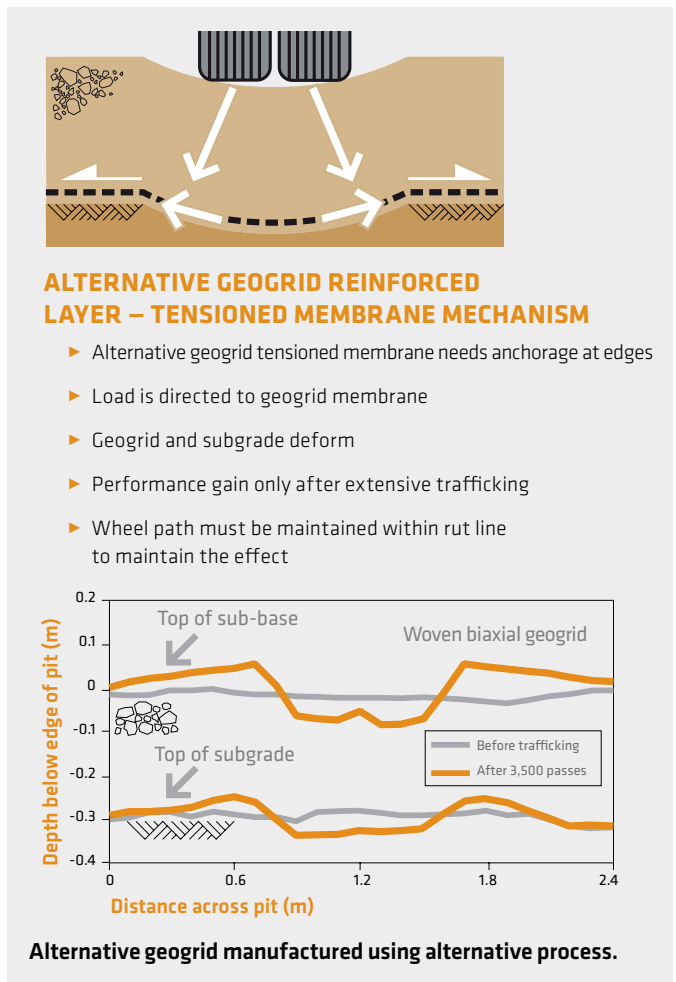 ALTERNATIVE GEOGRID REINFORCED
LAYER – TENSIONED MEMBRANE MECHANISM
► Alternative geogrid tensioned membrane needs anchorage at edges
► Load is directed to geogrid membrane
► Geogrid and subgrade deform
► Performance gain only after extensive trafficking
► Wheel path must be maintained within rut line
to maintain the effect
Depth below edge of pit (m)
0.2
0.1
0
-0.1
-0.2
-0.3
-0.4
Top of sub-base
Woven biaxial geogrid
Before trafficking
After 3,500 passes
Top of subgrade
0
0.6
1.2
1.8
2.4
Distance across pit (m)
Alternative geogrid manufactured using alternative process.